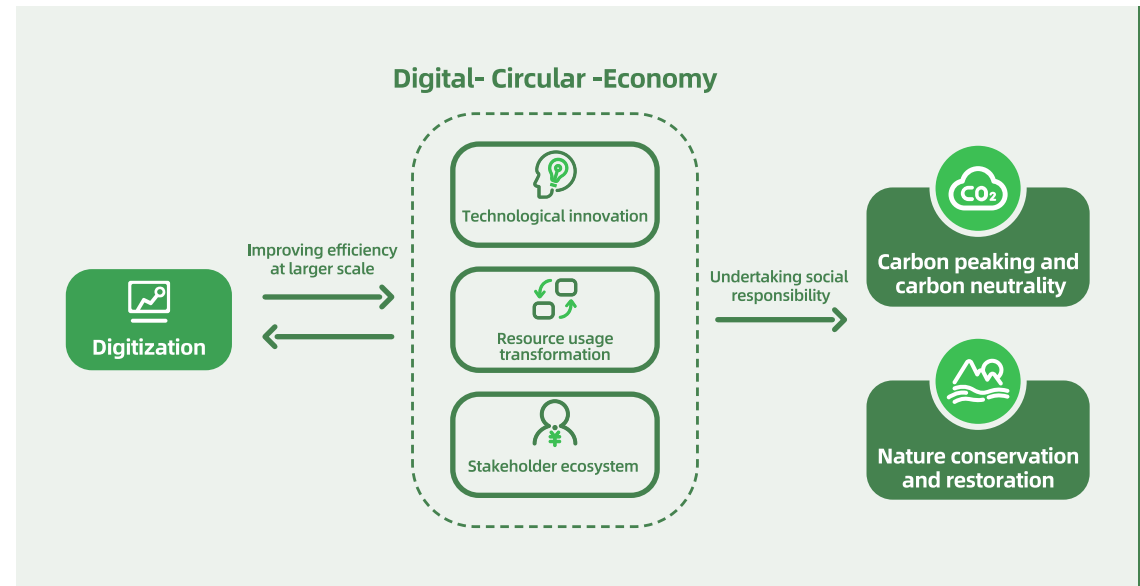 Digital- Circular -Economy
Technological innovation
Improving efficiency
at larger scale
Digitization
Resource usage
transformation
Stakeholder ecosystem
Undertaking social
responsibility
CO₂
Carbon peaking and
carbon neutrality
Nature conservation
and restoration
¥